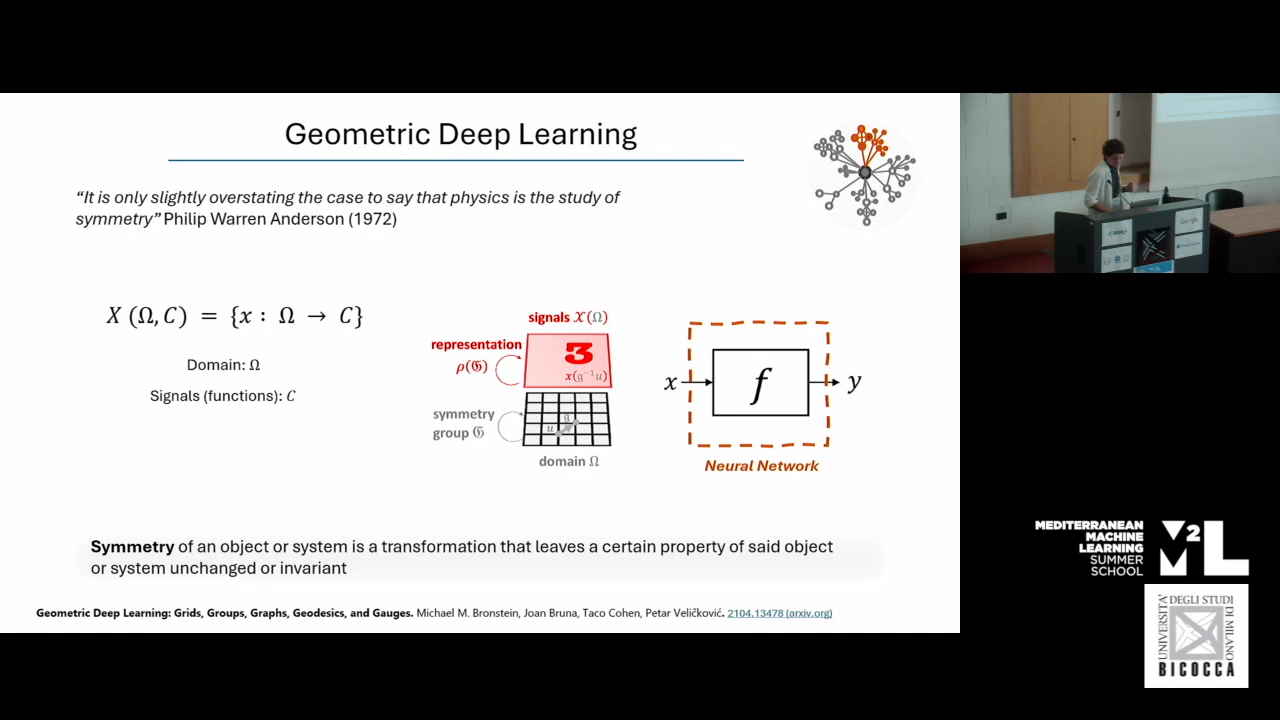 Geometric Deep Learning
“It is only slightly overstating the case to say that physics is the study of
symmetry” Philip Warren Anderson (1972)
X (Ω, C) = {x : Ω → C}
Domain: Ω
Signals (functions): C
signals 𝒳(Ω)
representation
ρ(𝔊)
3
x(g⁻¹u)
symmetry
group 𝔊
g
u
domain Ω
x
f
y
Neural Network
Symmetry of an object or system is a transformation that leaves a certain property of said object
or system unchanged or invariant
Geometric Deep Learning: Grids, Groups, Graphs, Geodesics, and Gauges. Michael M. Bronstein, Joan Bruna, Taco Cohen, Petar Veličković. 2104.13478 (arxiv.org)
Google
MEDITERRANEAN
MACHINE
LEARNING
SUMMER
SCHOOL
M2L
UNIVERSITA'
DEGLI STUDI
DI MILANO
BICOCCA